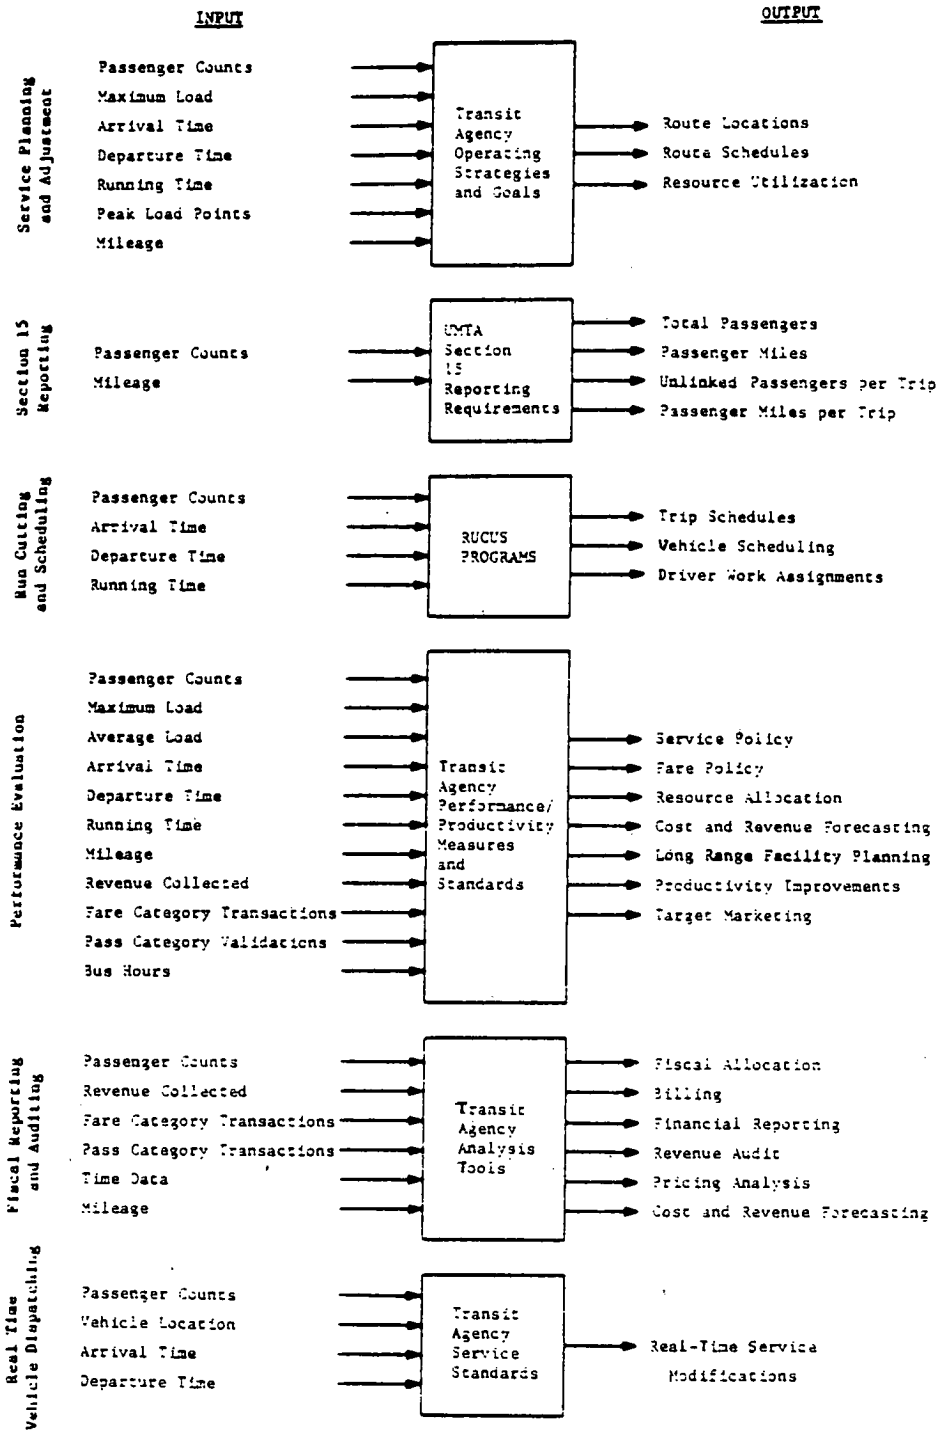 INPUT
OUTPUT
Service Planning
and Adjustment
Passenger Counts
Maximum Load
Arrival Time
Departure Time
Running Time
Peak Load Points
Mileage
Transit
Agency
Operating
Strategies
and Goals
Route Locations
Route Schedules
Resource Utilization
Section 15
Reporting
Passenger Counts
Mileage
UMTA
Section
15
Reporting
Requirements
Total Passengers
Passenger Miles
Unlinked Passengers per Trip
Passenger Miles per Trip
Run Cutting
and Scheduling
Passenger Counts
Arrival Time
Departure Time
Running Time
RUCUS
PROGRAMS
Trip Schedules
Vehicle Scheduling
Driver Work Assignments
Performance Evaluation
Passenger Counts
Maximum Load
Average Load
Arrival Time
Departure Time
Running Time
Mileage
Revenue Collected
Fare Category Transactions
Pass Category Validations
Bus Hours
Transit
Agency
Performance/
Productivity
Measures
and
Standards
Service Policy
Fare Policy
Resource Allocation
Cost and Revenue Forecasting
Long Range Facility Planning
Productivity Improvements
Target Marketing
Fiscal Reporting
and Auditing
Passenger Counts
Revenue Collected
Fare Category Transactions
Pass Category Transactions
Time Data
Mileage
Transit
Agency
Analysis
Tools
Fiscal Allocation
Billing
Financial Reporting
Revenue Audit
Pricing Analysis
Cost and Revenue Forecasting
Real Time
Vehicle Dispatching
Passenger Counts
Vehicle Location
Arrival Time
Departure Time
Transit
Agency
Service
Standards
Real-Time Service
Modifications